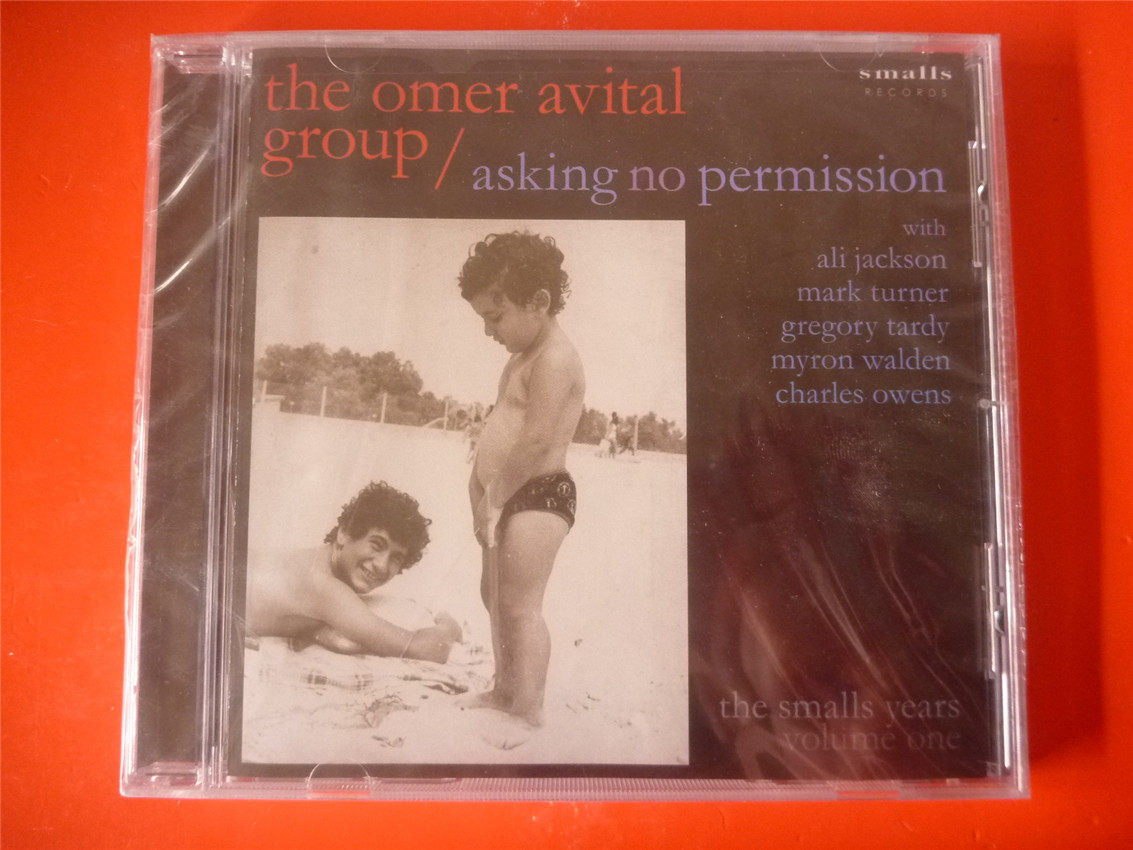 the omer avital
group/
asking no permission
smalls
RECORDS
with
ali jackson
mark turner
gregory tardy
myron walden
charles owens
the smalls years
volume one